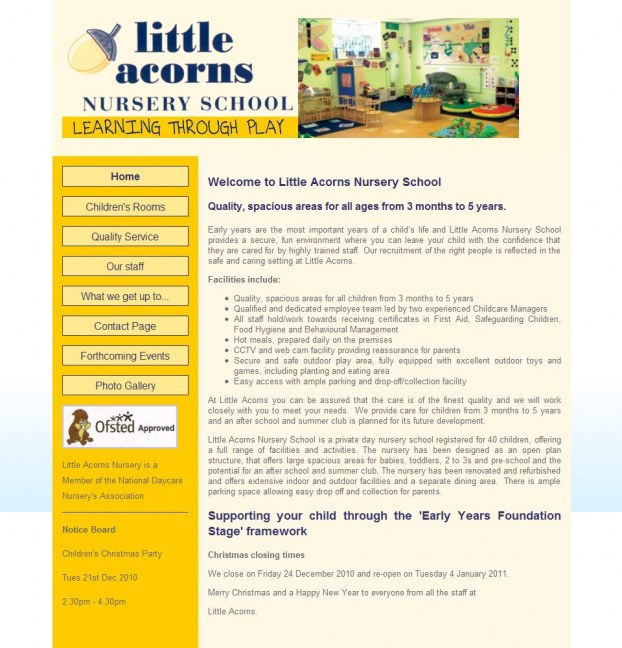 little
acorns
NURSERY SCHOOL
LEARNING THROUGH PLAY
Home
Children's Rooms
Quality Service
Our staff
What we get up to...
Contact Page
Forthcoming Events
Photo Gallery
Ofsted Approved
Little Acorns Nursery is a
Member of the National Daycare
Nursery's Association
Notice Board
Children's Christmas Party
Tues 21st Dec 2010
2.30pm - 4.30pm
Welcome to Little Acorns Nursery School
Quality, spacious areas for all ages from 3 months to 5 years.
Early years are the most important years of a child's life and Little Acorns Nursery School
provides a secure, fun environment where you can leave your child with the confidence that
they are cared for by highly trained staff. Our recruitment of the right people is reflected in the
safe and caring setting at Little Acorns.
Facilities include:
• Quality, spacious areas for all children from 3 months to 5 years
• Qualified and dedicated employee team led by two experienced Childcare Managers
• All staff hold/work towards receiving certificates in First Aid, Safeguarding Children,
Food Hygiene and Behavioural Management
• Hot meals, prepared daily on the premises
• CCTV and web cam facility providing reassurance for parents
• Secure and safe outdoor play area, fully equipped with excellent outdoor toys and
games, including planting and eating area
• Easy access with ample parking and drop-off/collection facility
At Little Acorns you can be assured that the care is of the finest quality and we will work
closely with you to meet your needs. We provide care for children from 3 months to 5 years
and an after school and summer club is planned for its future development.
Little Acorns Nursery School is a private day nursery school registered for 40 children, offering
a full range of facilities and activities. The nursery has been designed as an open plan
structure, that offers large spacious areas for babies, toddlers, 2 to 3s and pre-school and the
potential for an after school and summer club. The nursery has been renovated and refurbished
and offers extensive indoor and outdoor facilities and a separate dining area. There is ample
parking space allowing easy drop off and collection for parents.
Supporting your child through the 'Early Years Foundation
Stage' framework
Christmas closing times
We close on Friday 24 December 2010 and re-open on Tuesday 4 January 2011.
Merry Christmas and a Happy New Year to everyone from all the staff at
Little Acorns.